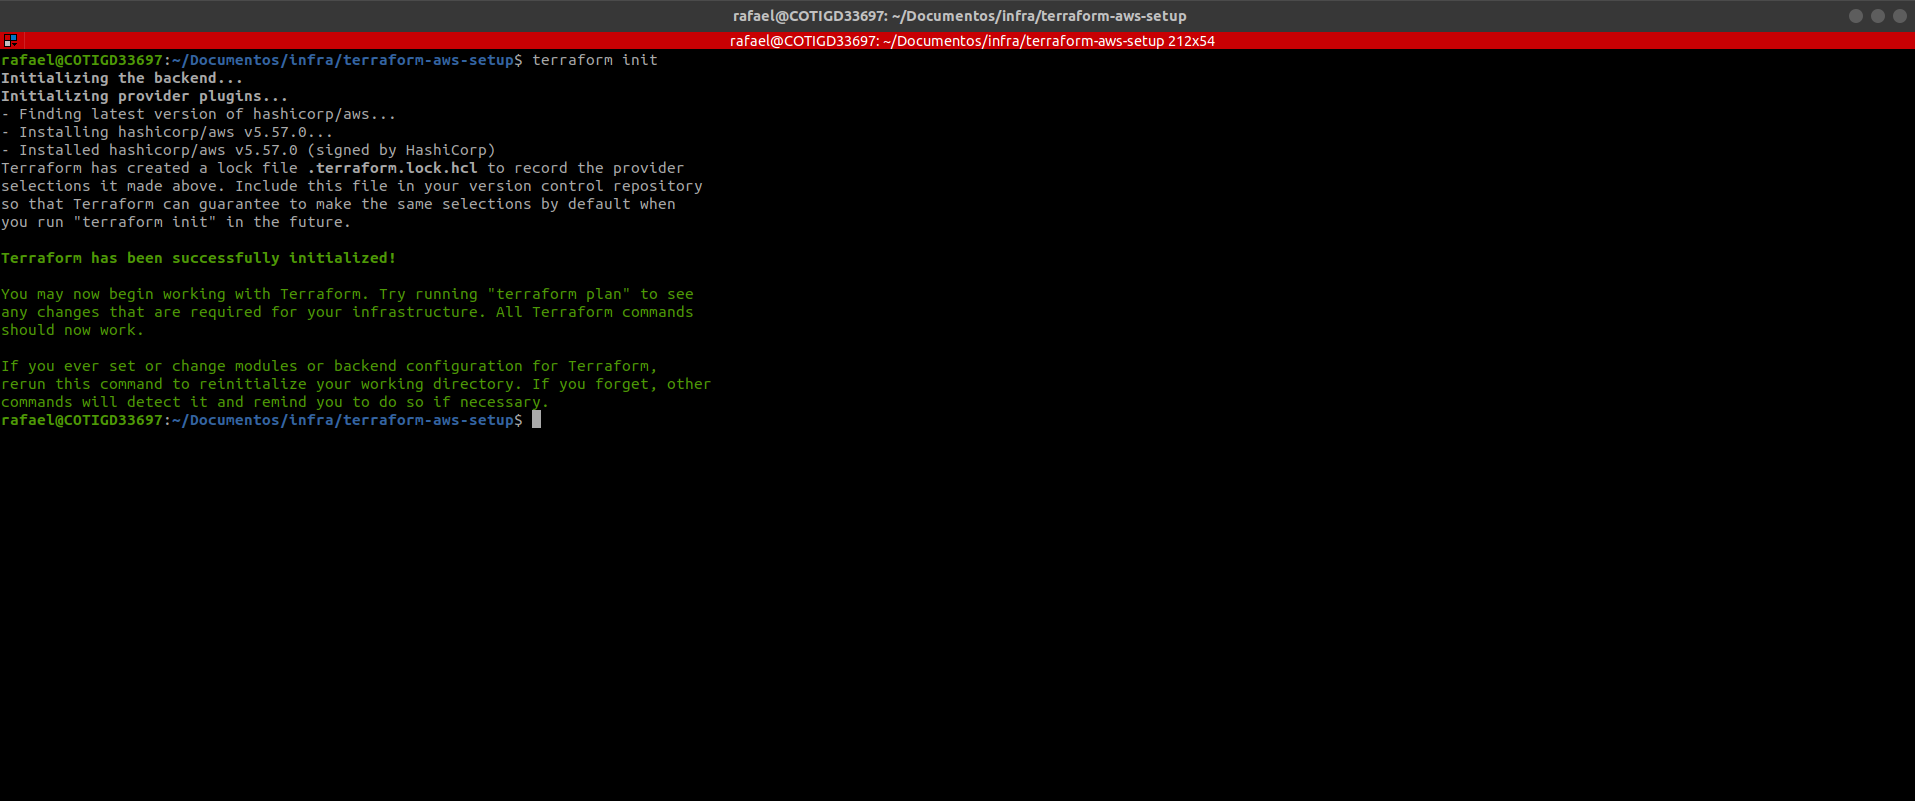 rafael@COTIGD33697: ~/Documentos/infra/terraform-aws-setup
rafael@COTIGD33697: ~/Documentos/infra/terraform-aws-setup 212x54
rafael@COTIGD33697:~/Documentos/infra/terraform-aws-setup$ terraform init
Initializing the backend...
Initializing provider plugins...
- Finding latest version of hashicorp/aws...
- Installing hashicorp/aws v5.57.0...
- Installed hashicorp/aws v5.57.0 (signed by HashiCorp)
Terraform has created a lock file .terraform.lock.hcl to record the provider
selections it made above. Include this file in your version control repository
so that Terraform can guarantee to make the same selections by default when
you run "terraform init" in the future.
Terraform has been successfully initialized!
You may now begin working with Terraform. Try running "terraform plan" to see
any changes that are required for your infrastructure. All Terraform commands
should now work.
If you ever set or change modules or backend configuration for Terraform,
rerun this command to reinitialize your working directory. If you forget, other
commands will detect it and remind you to do so if necessary.
rafael@COTIGD33697:~/Documentos/infra/terraform-aws-setup$